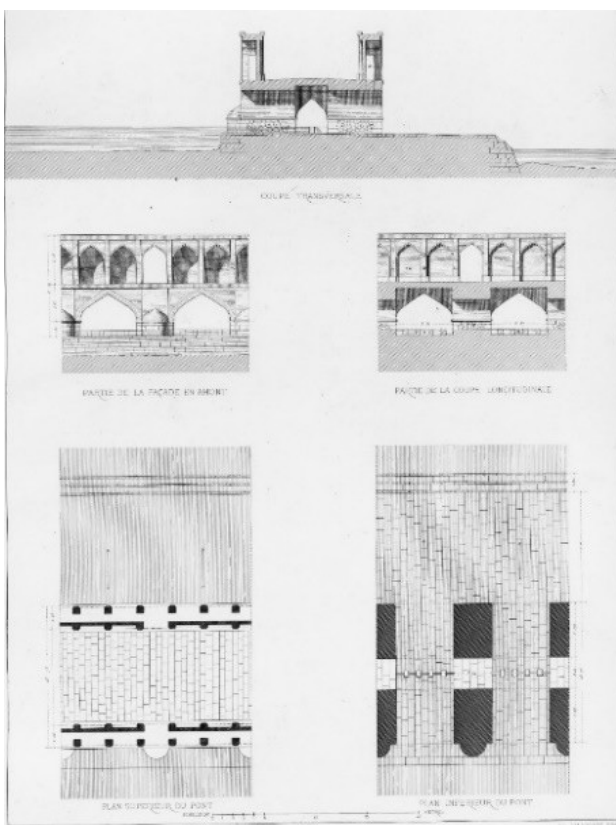 COUPE TRANSVERSALE
PARTIE DE LA FAÇADE EN AMONT
PARTIE DE LA COUPE LONGITUDINALE
PLAN SUPÉRIEUR DU PONT
PLAN INFÉRIEUR DU PONT